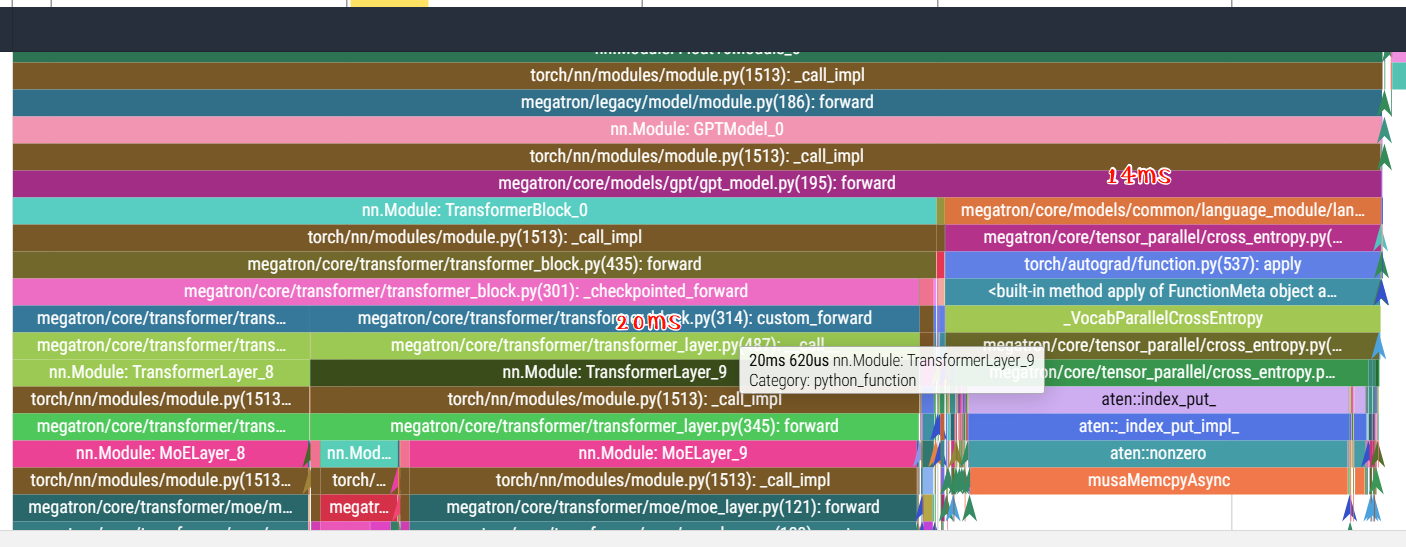 torch/nn/modules/module.py(1513): _call_impl
megatron/legacy/model/module.py(186): forward
nn.Module: GPTModel_0
torch/nn/modules/module.py(1513): _call_impl
14ms
megatron/core/models/gpt/gpt_model.py(195): forward
nn.Module: TransformerBlock_0 megatron/core/models/common/language_module/lan...
torch/nn/modules/module.py(1513): _call_impl megatron/core/tensor_parallel/cross_entropy.py(...
megatron/core/transformer/transformer_block.py(435): forward torch/autograd/function.py(537): apply
megatron/core/transformer/transformer_block.py(301): _checkpointed_forward <built-in method apply of FunctionMeta object a...
megatron/core/transformer/trans... block.py(314): custom_forward _VocabParallelCrossEntropy
20ms
megatron/core/transformer/trans... megatron/core/transformer/transformer_layer.py(487): megatron/core/tensor_parallel/cross_entropy.py(...
20ms 620us nn.Module: TransformerLayer_9
Category: python_function
nn.Module: TransformerLayer_8 nn.Module: TransformerLayer_9 /core/tensor_parallel/cross_entropy.p...
torch/nn/modules/module.py(1513... torch/nn/modules/module.py(1513): _call_impl aten::index_put_
megatron/core/transformer/trans... megatron/core/transformer/transformer_layer.py(345): forward aten::_index_put_impl_
nn.Module: MoELayer_8 nn.Mod... nn.Module: MoELayer_9 aten::nonzero
torch/nn/modules/module.py(1513... torch/... torch/nn/modules/module.py(1513): _call_impl musaMemcpyAsync
megatron/core/transformer/moe/m... megatr... megatron/core/transformer/moe/moe_layer.py(121): forward